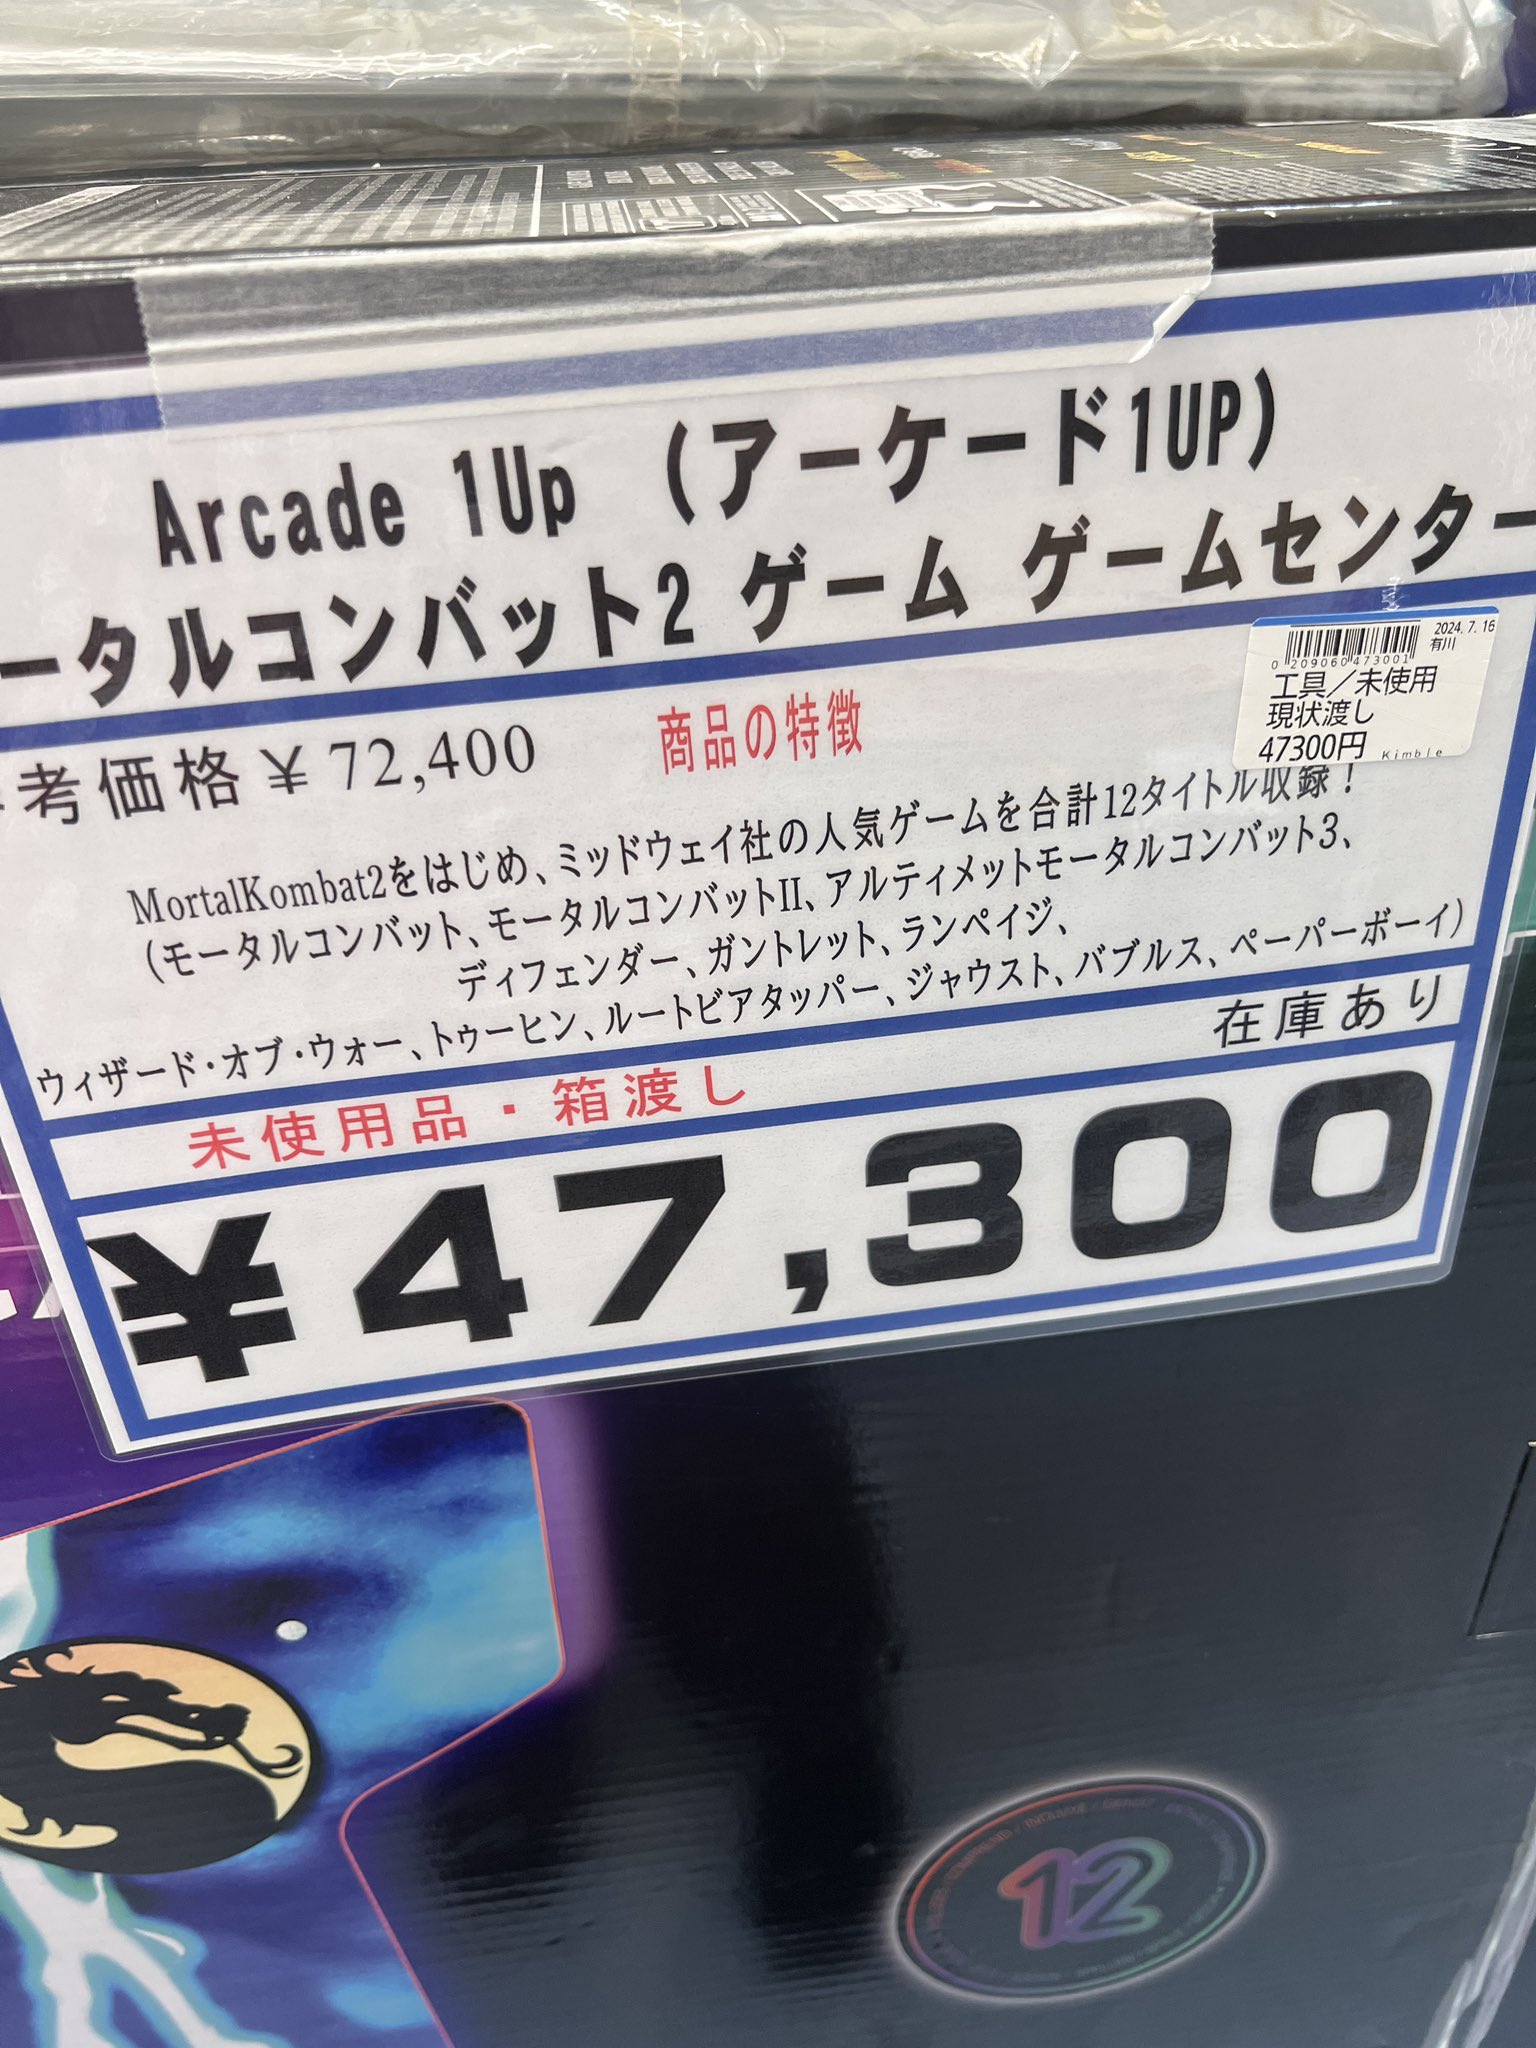 Arcade 1Up （アーケード1UP）
ータルコンバット2 ゲーム ゲームセンター
考価格￥72,400
商品の特徴
0 209060 473001
2024. 7. 16
有川
工具／未使用
現状渡し
47300円
Kimble
MortalKombat2をはじめ、ミッドウェイ社の人気ゲームを合計12タイトル収録！
（モータルコンバット、モータルコンバットII、アルティメットモータルコンバット3、
ディフェンダー、ガントレット、ランペイジ、
ウィザード・オブ・ウォー、トゥービン、ルートビアタッパー、ジャウスト、バブルス、ペーパーボーイ）
在庫あり
未使用品・箱渡し
￥47,300
12